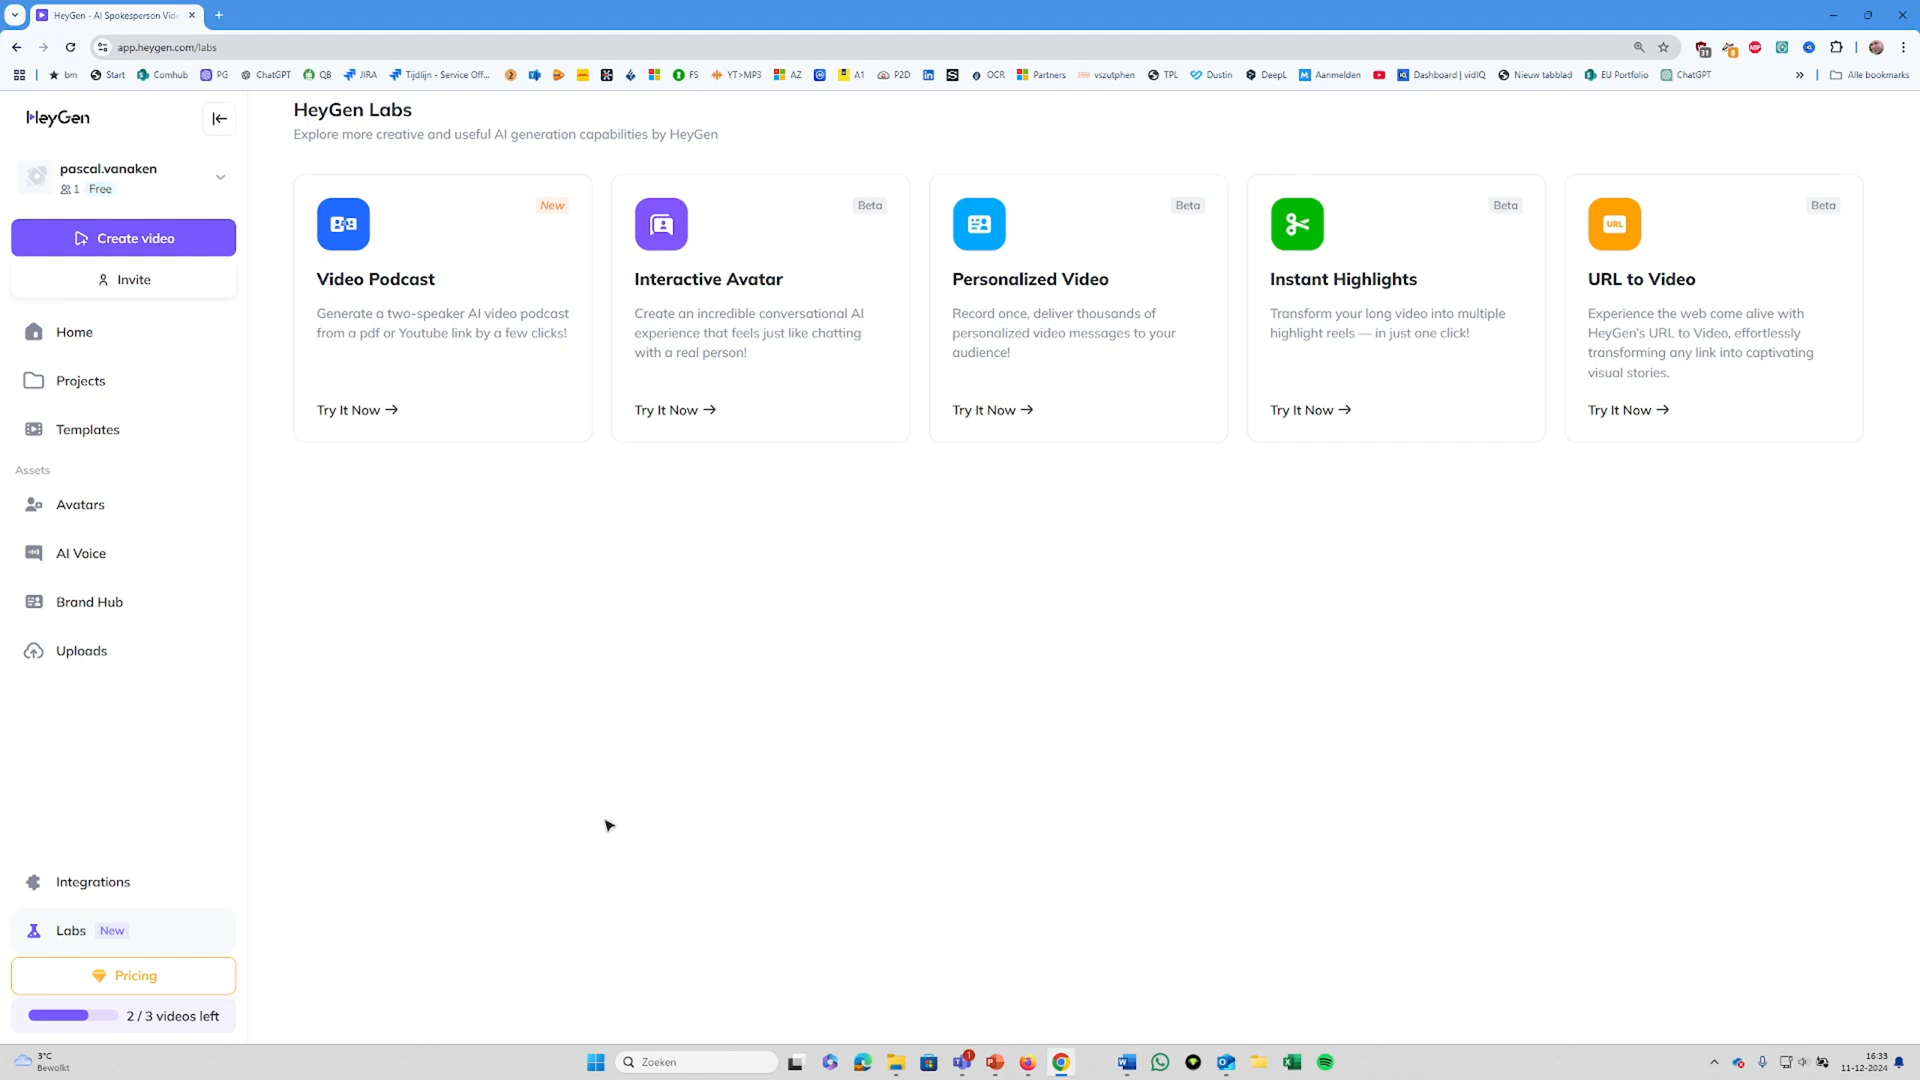 HeyGen - AI Spokesperson Vide
app.heygen.com/labs
bm
Start
Comhub
PG
ChatGPT
QB
JIRA
Tijdlijn - Service Off...
FS
YT>MP3
AZ
A1
P2D
OCR
Partners
vszutphen
TPL
Dustin
DeepL
Aanmelden
Dashboard | vidIQ
Nieuw tabblad
EU Portfolio
ChatGPT
Alle bookmarks
HeyGen
pascal.vanaken
1 Free
Create video
Invite
Home
Projects
Templates
Assets
Avatars
AI Voice
Brand Hub
Uploads
Integrations
Labs New
Pricing
2 / 3 videos left
HeyGen Labs
Explore more creative and useful AI generation capabilities by HeyGen
New
Video Podcast
Generate a two-speaker AI video podcast
from a pdf or Youtube link by a few clicks!
Try It Now
Beta
Interactive Avatar
Create an incredible conversational AI
experience that feels just like chatting
with a real person!
Try It Now
Beta
Personalized Video
Record once, deliver thousands of
personalized video messages to your
audience!
Try It Now
Beta
Instant Highlights
Transform your long video into multiple
highlight reels — in just one click!
Try It Now
Beta
URL
URL to Video
Experience the web come alive with
HeyGen's URL to Video, effortlessly
transforming any link into captivating
visual stories.
Try It Now
3°C
Bewolkt
Zoeken
1
16:33
11-12-2024